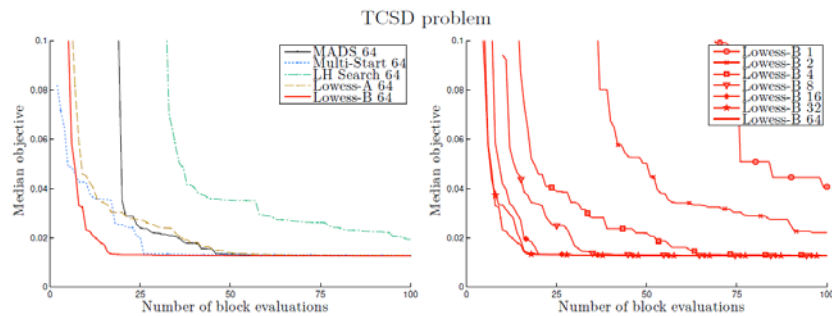 TCSD problem
0.1
0.08
0.06
0.04
0.02
0
0
25
50
75
100
Median objective
Number of block evaluations
MADS 64
Multi-Start 64
LH Search 64
Lowess-A 64
Lowess-B 64
0.1
0.08
0.06
0.04
0.02
0
0
25
50
75
100
Median objective
Number of block evaluations
Lowess-B 1
Lowess-B 2
Lowess-B 4
Lowess-B 8
Lowess-B 16
Lowess-B 32
Lowess-B 64